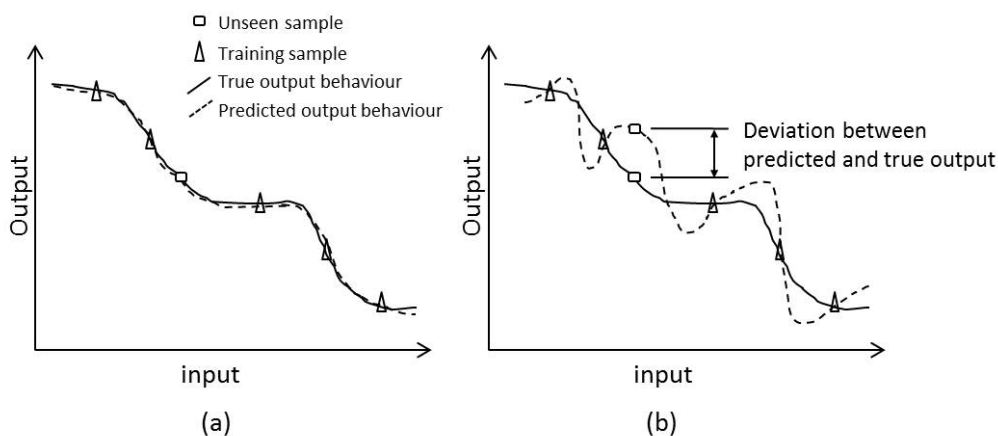 Unseen sample
Training sample
True output behaviour
Predicted output behaviour
Output
input
(a)
Deviation between
predicted and true output
Output
input
(b)